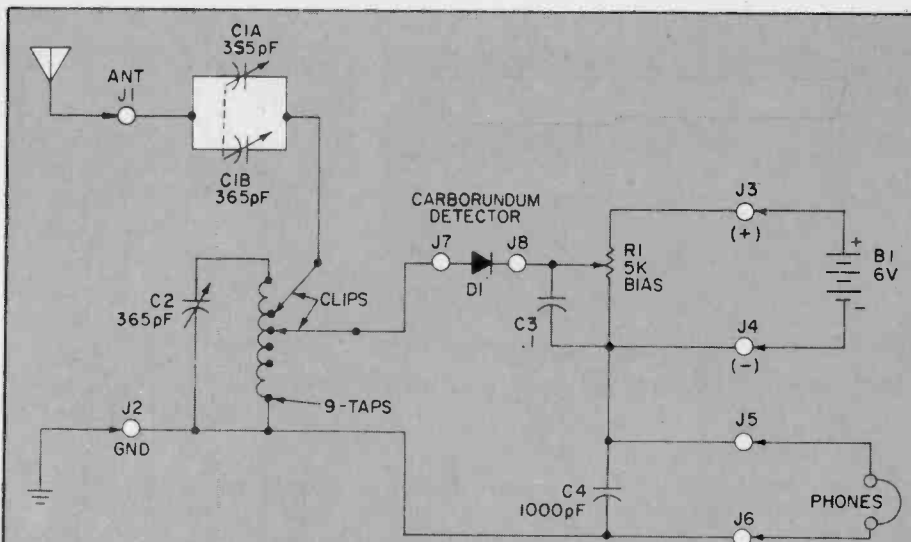 C1A
355pF
ANT
J1
C1B
365pF
CARBORUNDUM
DETECTOR
J7
J8
D1
J3
(+)
R1
5K
BIAS
B1
6V
+
-
C2
365pF
CLIPS
C3
.1
J4
(-)
9-TAPS
J2
GND
J5
C4
1000pF
PHONES
J6